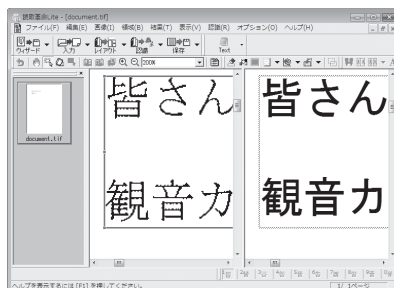 読取革命Lite - [document.tif]
ファイル(F) 編集(E) 画像(I) 領域(B) 結果(T) 表示(V) 認識(R) オプション(O) ヘルプ(H)
ウィザード 入力 レイアウト 認識 保存 Text
200%
document.tif
皆さん
観音カ
皆さん
観音カ
ヘルプを表示するには [F1] を押してください。
1/ 1ページ